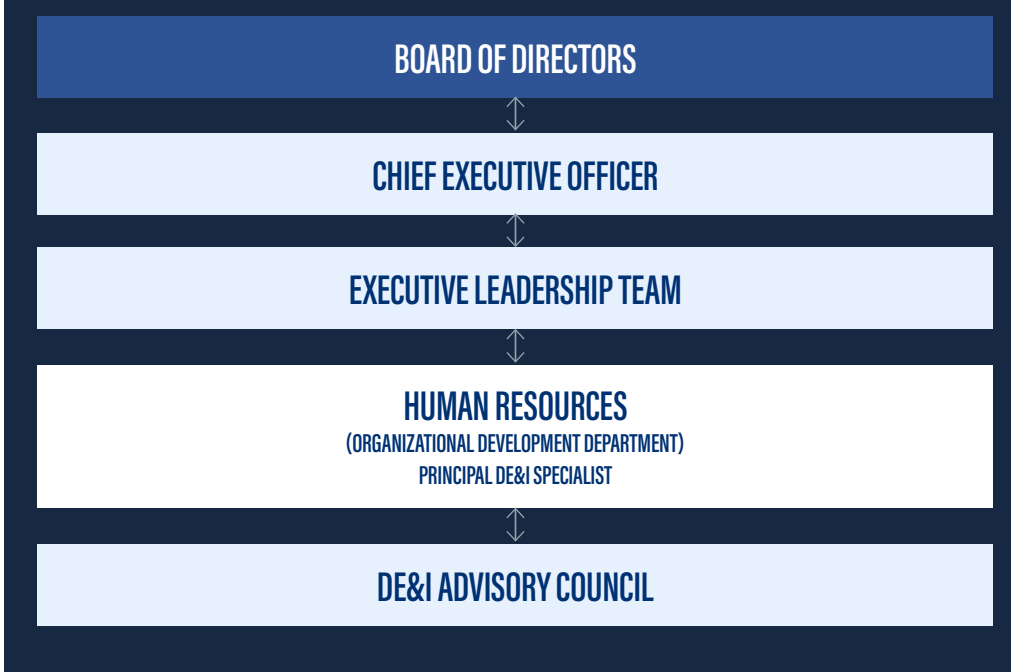 BOARD OF DIRECTORS
CHIEF EXECUTIVE OFFICER
EXECUTIVE LEADERSHIP TEAM
HUMAN RESOURCES
(ORGANIZATIONAL DEVELOPMENT DEPARTMENT)
PRINCIPAL DE&I SPECIALIST
DE&I ADVISORY COUNCIL